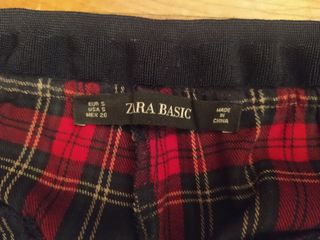 EUR S
USA S
MEX 26
ZARA BASIC
MADE
IN
CHINA